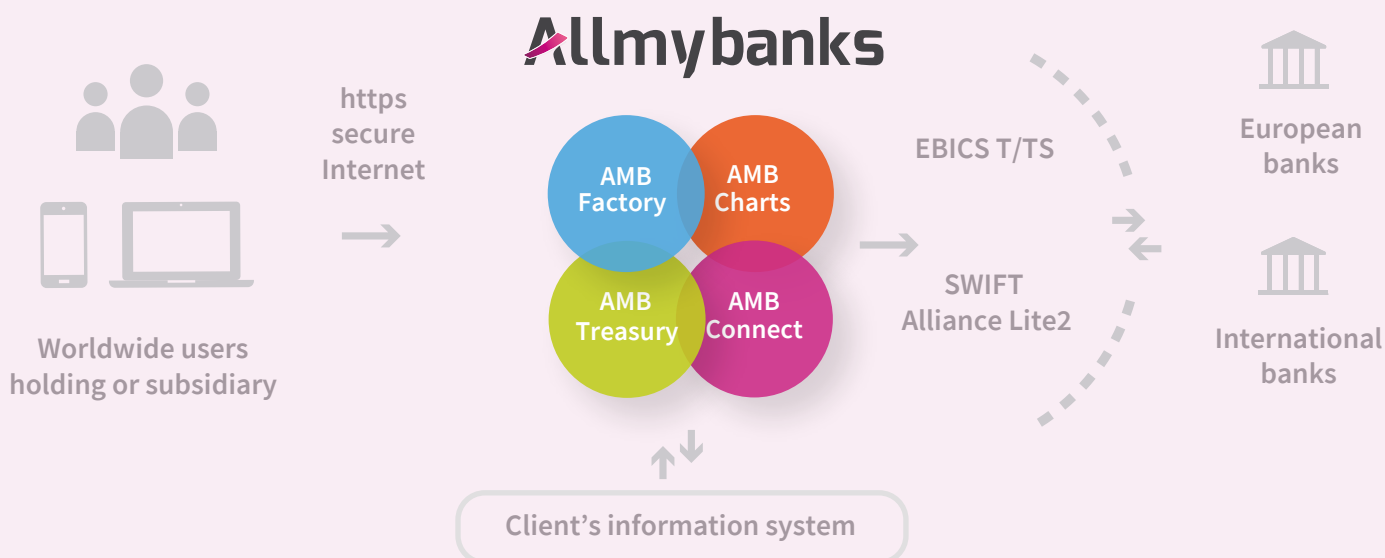 Allmybanks
https
secure
Internet
Worldwide users
holding or subsidiary
AMB
Factory
AMB
Charts
AMB
Treasury
AMB
Connect
EBICS T/TS
SWIFT
Alliance Lite2
European
banks
International
banks
Client’s information system